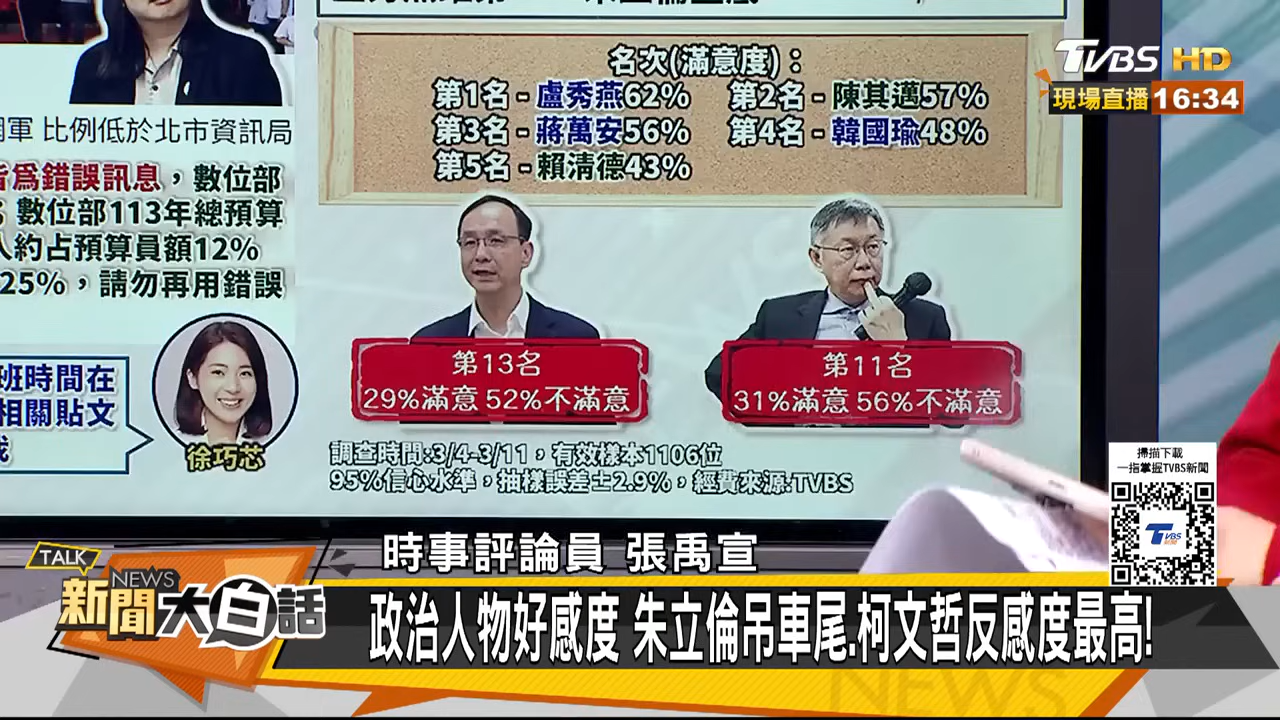 TVBS HD
現場直播 16:34
名次(滿意度)：
第1名-盧秀燕62% 第2名-陳其邁57%
第3名-蔣萬安56% 第4名-韓國瑜48%
第5名-賴清德43%
軍 比例低於北市資訊局
為錯誤訊息，數位部
數位部113年總預算
人約占預算員額12%
25%，請勿再用錯誤
班時間在
相關貼文
徐巧芯
第13名
29%滿意 52%不滿意
第11名
31%滿意 56%不滿意
調查時間:3/4-3/11，有效樣本1106位
95%信心水準，抽樣誤差±2.9%，經費來源:TVBS
掃描下載
一指掌握TVBS新聞
TVBS
新聞
時事評論員 張禹宣
TALK
NEWS
新聞大白話
政治人物好感度 朱立倫吊車尾.柯文哲反感度最高!
NEWS